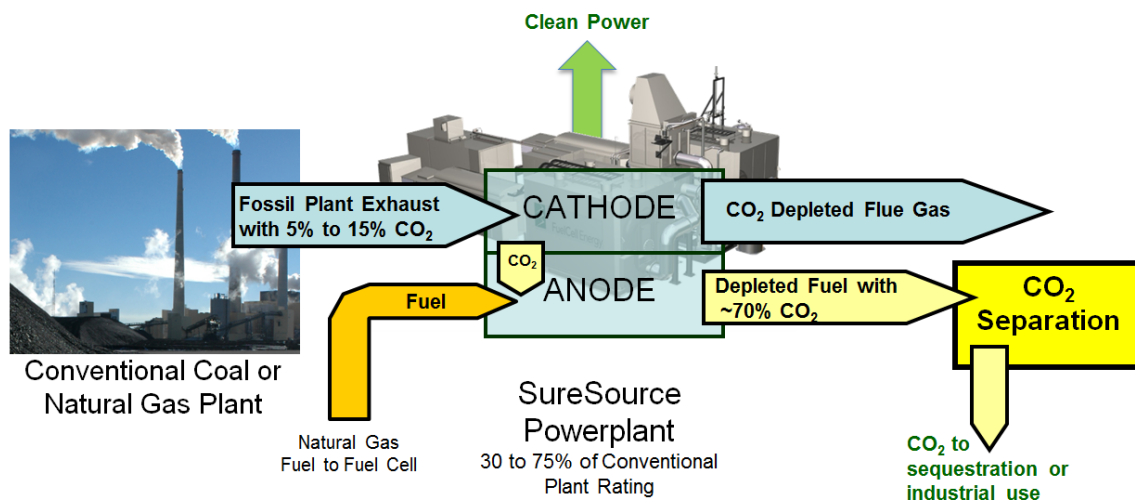 Clean Power
Fossil Plant Exhaust
with 5% to 15% CO₂
CATHODE
CO₂ Depleted Flue Gas
CO₂
Fuel
ANODE
Depleted Fuel with
~70% CO₂
CO₂
Separation
Conventional Coal or
Natural Gas Plant
SureSource
Powerplant
30 to 75% of Conventional
Plant Rating
Natural Gas
Fuel to Fuel Cell
CO₂ to
sequestration or
industrial use